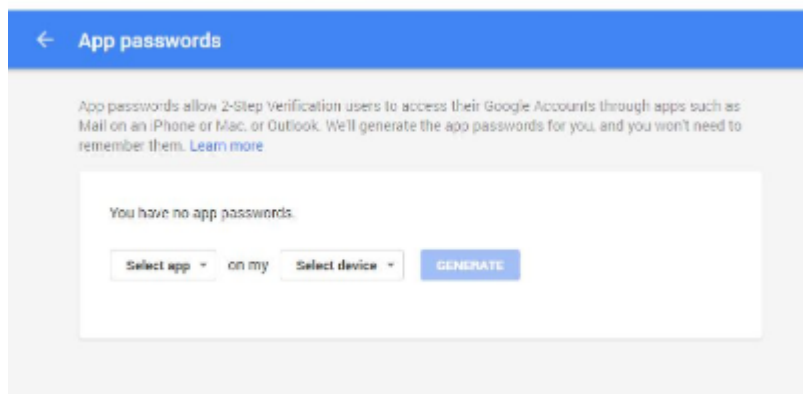 App passwords
App passwords allow 2-Step Verification users to access their Google Accounts through apps such as
Mail on an iPhone or Mac, or Outlook. We'll generate the app passwords for you, and you won't need to
remember them. Learn more
You have no app passwords.
Select app on my Select device GENERATE